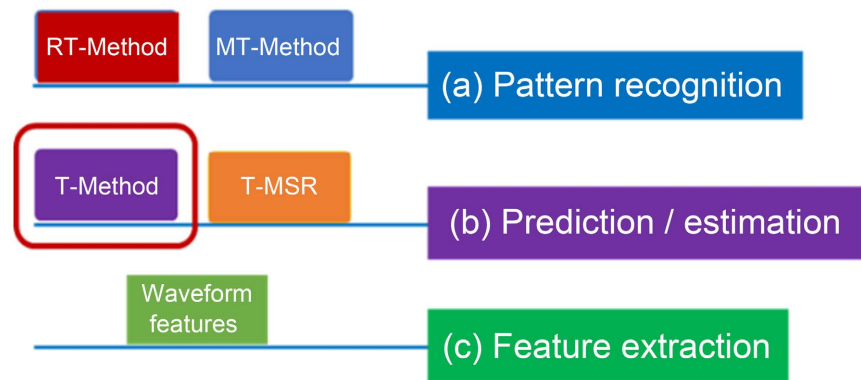 RT-Method
MT-Method
(a) Pattern recognition
T-Method
T-MSR
(b) Prediction / estimation
Waveform
features
(c) Feature extraction